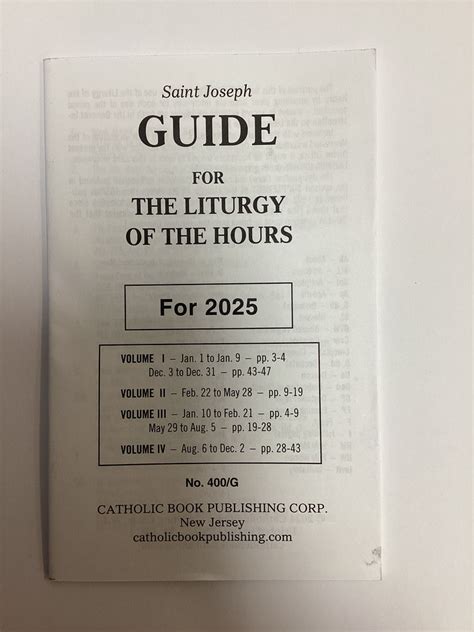 Saint Joseph
GUIDE
FOR
THE LITURGY
OF THE HOURS
For 2025
VOLUME I – Jan. 1 to Jan. 9 – pp. 3-4
Dec. 3 to Dec. 31 – pp. 43-47
VOLUME II – Feb. 22 to May 28 – pp. 9-19
VOLUME III – Jan. 10 to Feb. 21 – pp. 4-9
May 29 to Aug. 5 – pp. 19-28
VOLUME IV – Aug. 6 to Dec. 2 – pp. 28-43
No. 400/G
CATHOLIC BOOK PUBLISHING CORP.
New Jersey
catholicbookpublishing.com